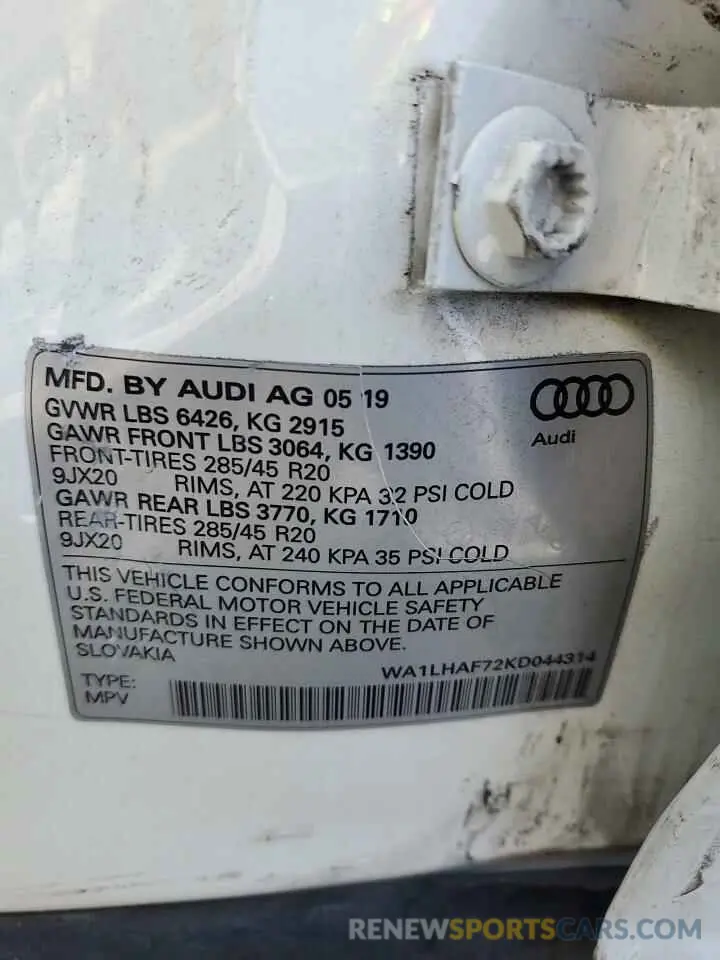 MFD. BY AUDI AG 05 19
GVWR LBS 6426, KG 2915
GAWR FRONT LBS 3064, KG 1390
FRONT-TIRES 285/45 R20
9JX20 RIMS, AT 220 KPA 32 PSI COLD
GAWR REAR LBS 3770, KG 1710
REAR-TIRES 285/45 R20
9JX20 RIMS, AT 240 KPA 35 PSI COLD
Audi
THIS VEHICLE CONFORMS TO ALL APPLICABLE
U.S. FEDERAL MOTOR VEHICLE SAFETY
STANDARDS IN EFFECT ON THE DATE OF
MANUFACTURE SHOWN ABOVE.
SLOVAKIA
WA1LHAF72KD044314
TYPE:
MPV
RENEWSPORTSCARS.COM